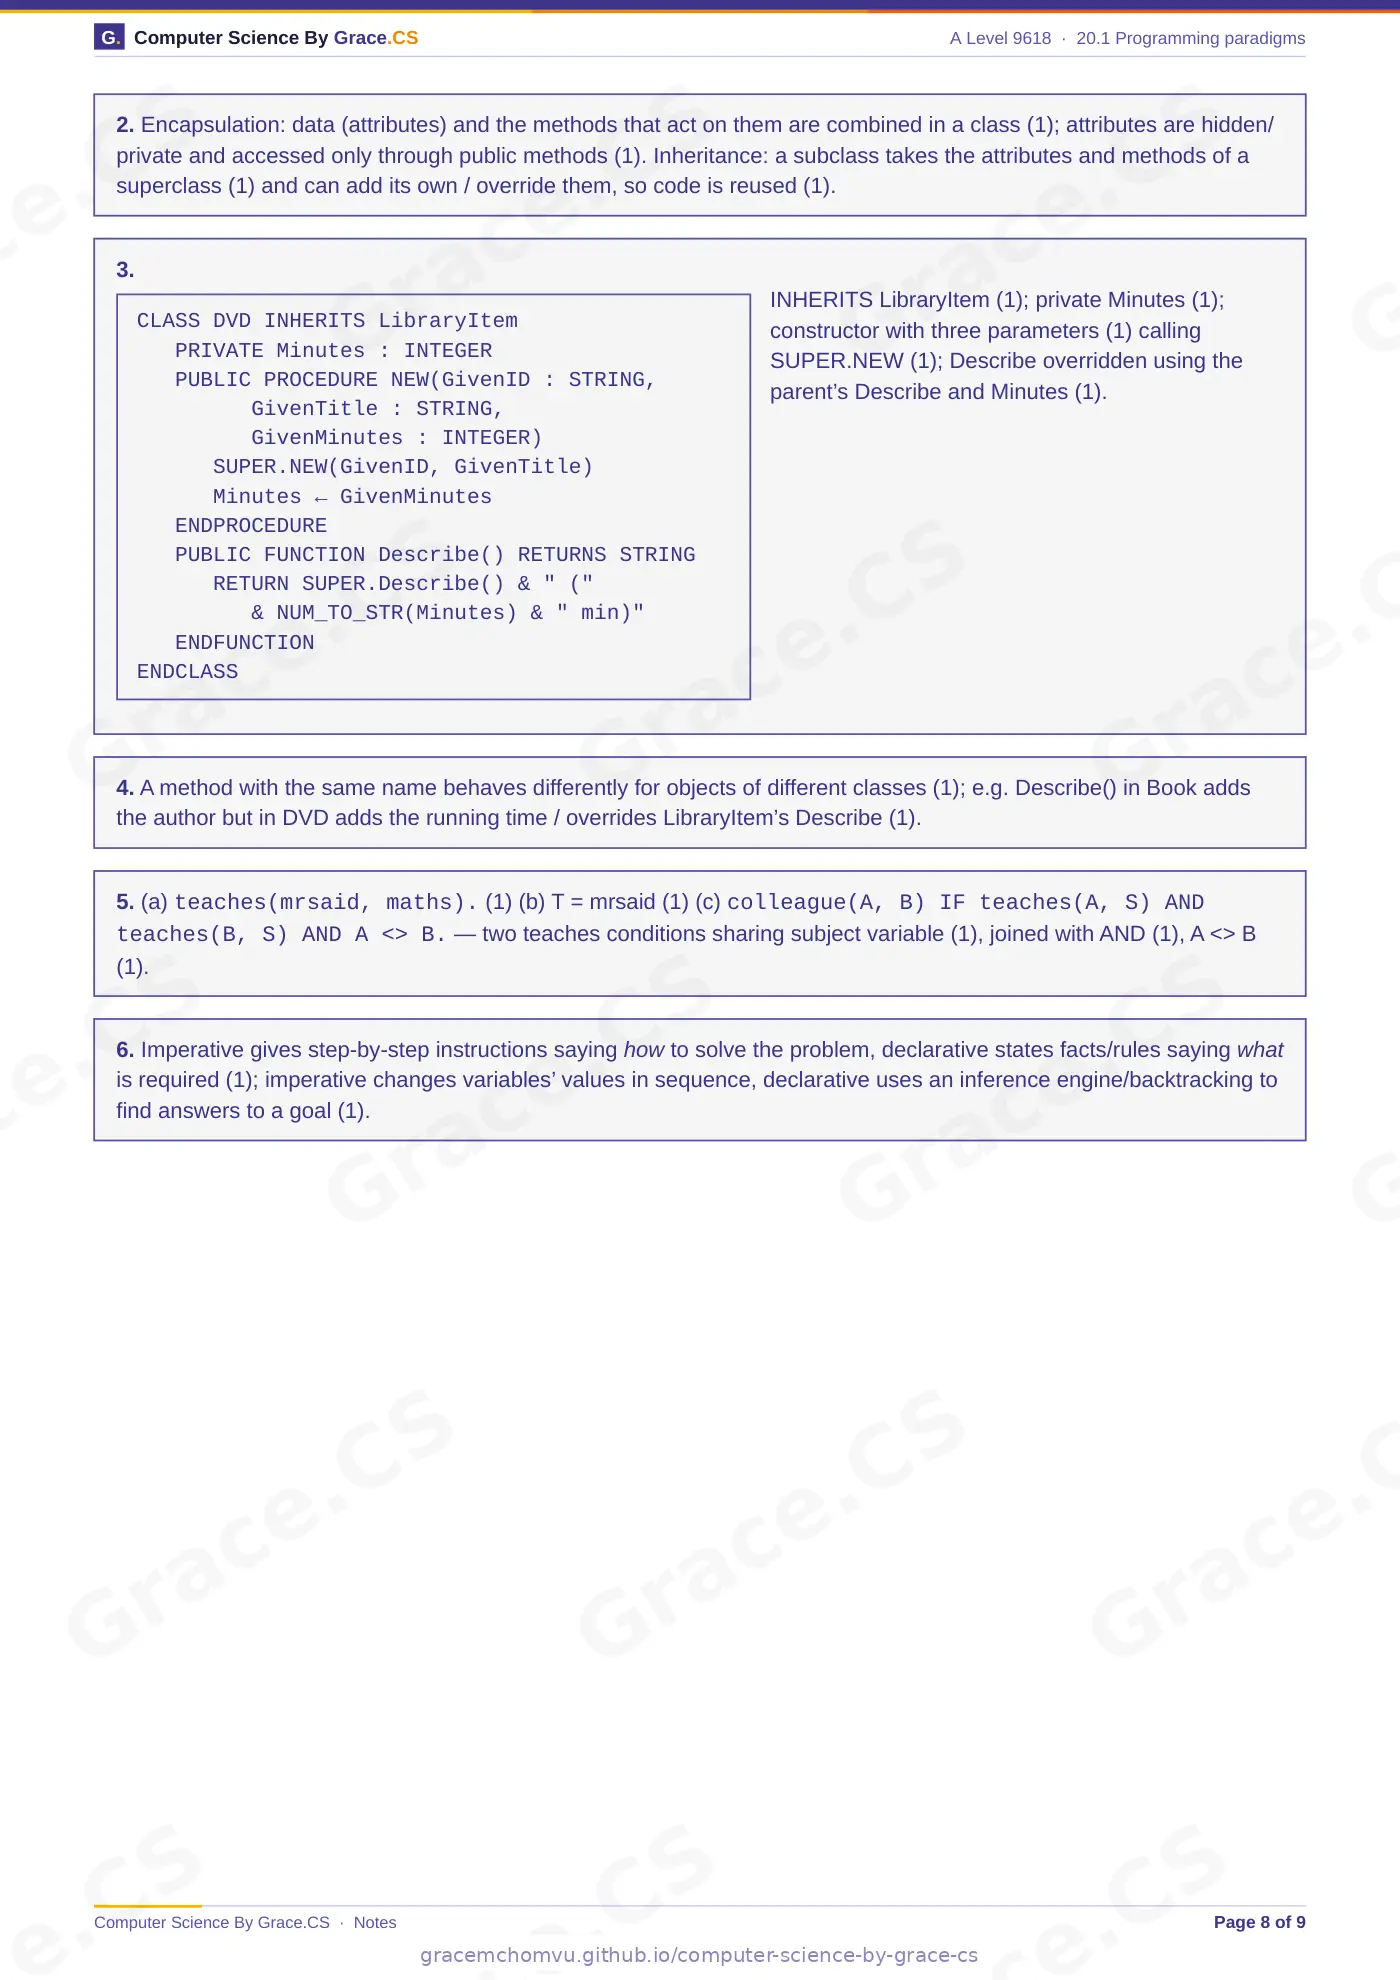 G. Computer Science By Grace.CS
A Level 9618 · 20.1 Programming paradigms
2. Encapsulation: data (attributes) and the methods that act on them are combined in a class (1); attributes are hidden/
private and accessed only through public methods (1). Inheritance: a subclass takes the attributes and methods of a
superclass (1) and can add its own / override them, so code is reused (1).
3.
CLASS DVD INHERITS LibraryItem
   PRIVATE Minutes : INTEGER
   PUBLIC PROCEDURE NEW(GivenID : STRING,
         GivenTitle : STRING,
         GivenMinutes : INTEGER)
      SUPER.NEW(GivenID, GivenTitle)
      Minutes ← GivenMinutes
   ENDPROCEDURE
   PUBLIC FUNCTION Describe() RETURNS STRING
      RETURN SUPER.Describe() & " ("
         & NUM_TO_STR(Minutes) & " min)"
   ENDFUNCTION
ENDCLASS
INHERITS LibraryItem (1); private Minutes (1);
constructor with three parameters (1) calling
SUPER.NEW (1); Describe overridden using the
parent’s Describe and Minutes (1).
4. A method with the same name behaves differently for objects of different classes (1); e.g. Describe() in Book adds
the author but in DVD adds the running time / overrides LibraryItem’s Describe (1).
5. (a) teaches(mrsaid, maths). (1) (b) T = mrsaid (1) (c) colleague(A, B) IF teaches(A, S) AND
teaches(B, S) AND A <> B. — two teaches conditions sharing subject variable (1), joined with AND (1), A <> B
(1).
6. Imperative gives step-by-step instructions saying how to solve the problem, declarative states facts/rules saying what
is required (1); imperative changes variables’ values in sequence, declarative uses an inference engine/backtracking to
find answers to a goal (1).
Computer Science By Grace.CS · Notes
Page 8 of 9
gracemchomvu.github.io/computer-science-by-grace-cs